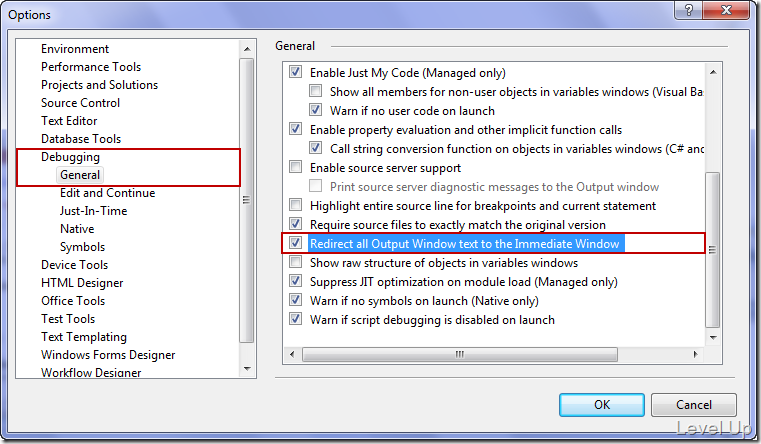 Options
?
Environment
Performance Tools
Projects and Solutions
Source Control
Text Editor
Database Tools
Debugging
General
Edit and Continue
Just-In-Time
Native
Symbols
Device Tools
HTML Designer
Office Tools
Test Tools
Text Templating
Windows Forms Designer
Workflow Designer
General
Enable Just My Code (Managed only)
Show all members for non-user objects in variables windows (Visual Bas
Warn if no user code on launch
Enable property evaluation and other implicit function calls
Call string conversion function on objects in variables windows (C# and
Enable source server support
Print source server diagnostic messages to the Output window
Highlight entire source line for breakpoints and current statement
Require source files to exactly match the original version
Redirect all Output Window text to the Immediate Window
Show raw structure of objects in variables windows
Suppress JIT optimization on module load (Managed only)
Warn if no symbols on launch (Native only)
Warn if script debugging is disabled on launch
OK
Cancel
Level Up